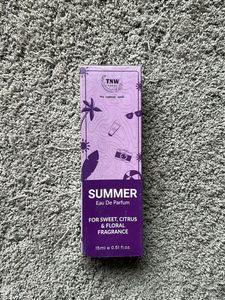 TNW
The natural wash
SUMMER
Eau De Parfum
FOR SWEET, CITRUS
& FLORAL
FRAGRANCE
15ml e 0.51 fl oz.